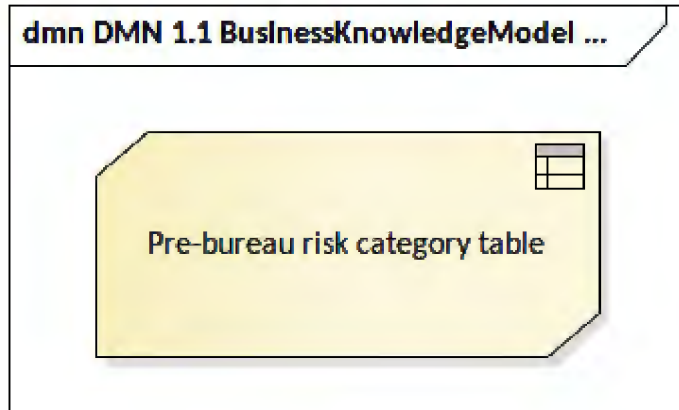 dmn DMN 1.1 BusinessKnowledgeModel ...
Pre-bureau risk category table